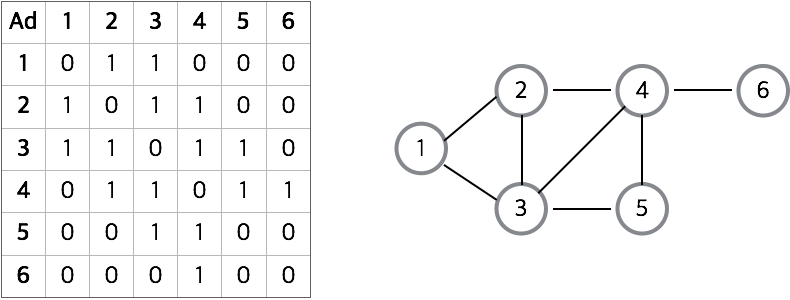 Ad 1 2 3 4 5 6
1 0 1 1 0 0 0
2 1 0 1 1 0 0
3 1 1 0 1 1 0
4 0 1 1 0 1 1
5 0 0 1 1 0 0
6 0 0 0 1 0 0
2 4 6
1
3 5